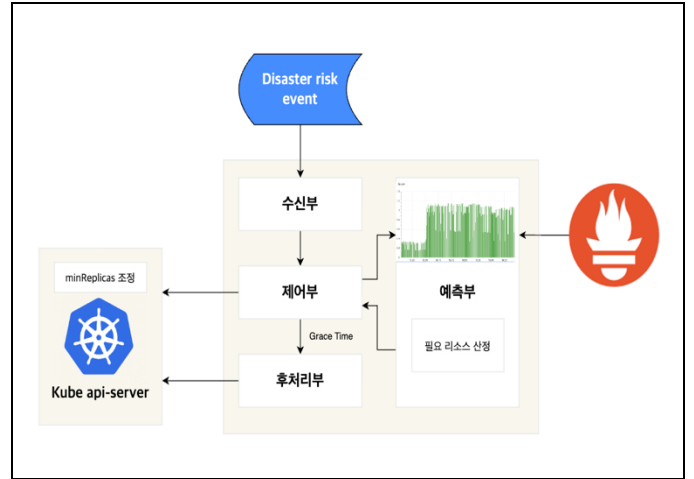 Disaster risk
event
수신부
제어부
Grace Time
후처리부
예측부
필요 리소스 산정
minReplicas 조정
Kube api-server